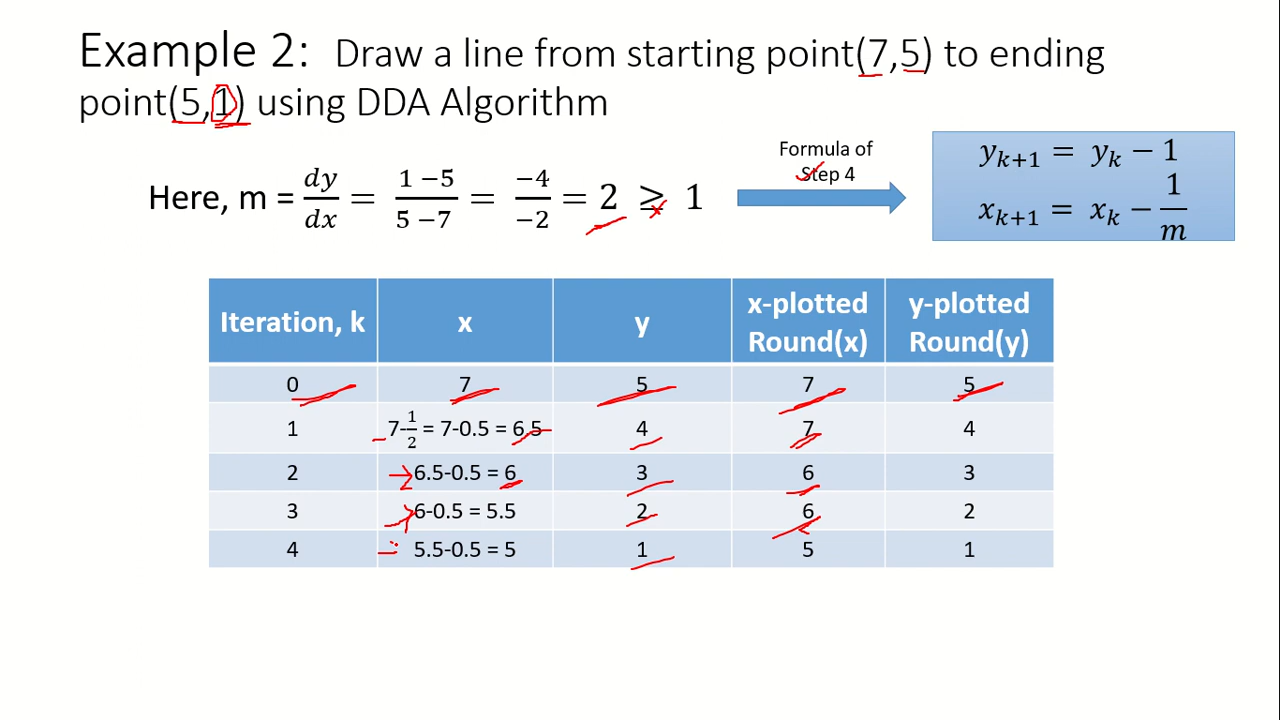 Example 2: Draw a line from starting point(7,5) to ending
point(5,1) using DDA Algorithm
Here, m = dy/dx = (1 −5)/(5 −7) = −4/−2 = 2 ≥ 1
Formula of
Step 4
yₖ₊₁ = yₖ − 1
xₖ₊₁ = xₖ − 1/m
Iteration, k x y x-plotted Round(x) y-plotted Round(y)
0 7 5 7 5
1 7-1/2 = 7-0.5 = 6.5 4 7 4
2 6.5-0.5 = 6 3 6 3
3 6-0.5 = 5.5 2 6 2
4 5.5-0.5 = 5 1 5 1